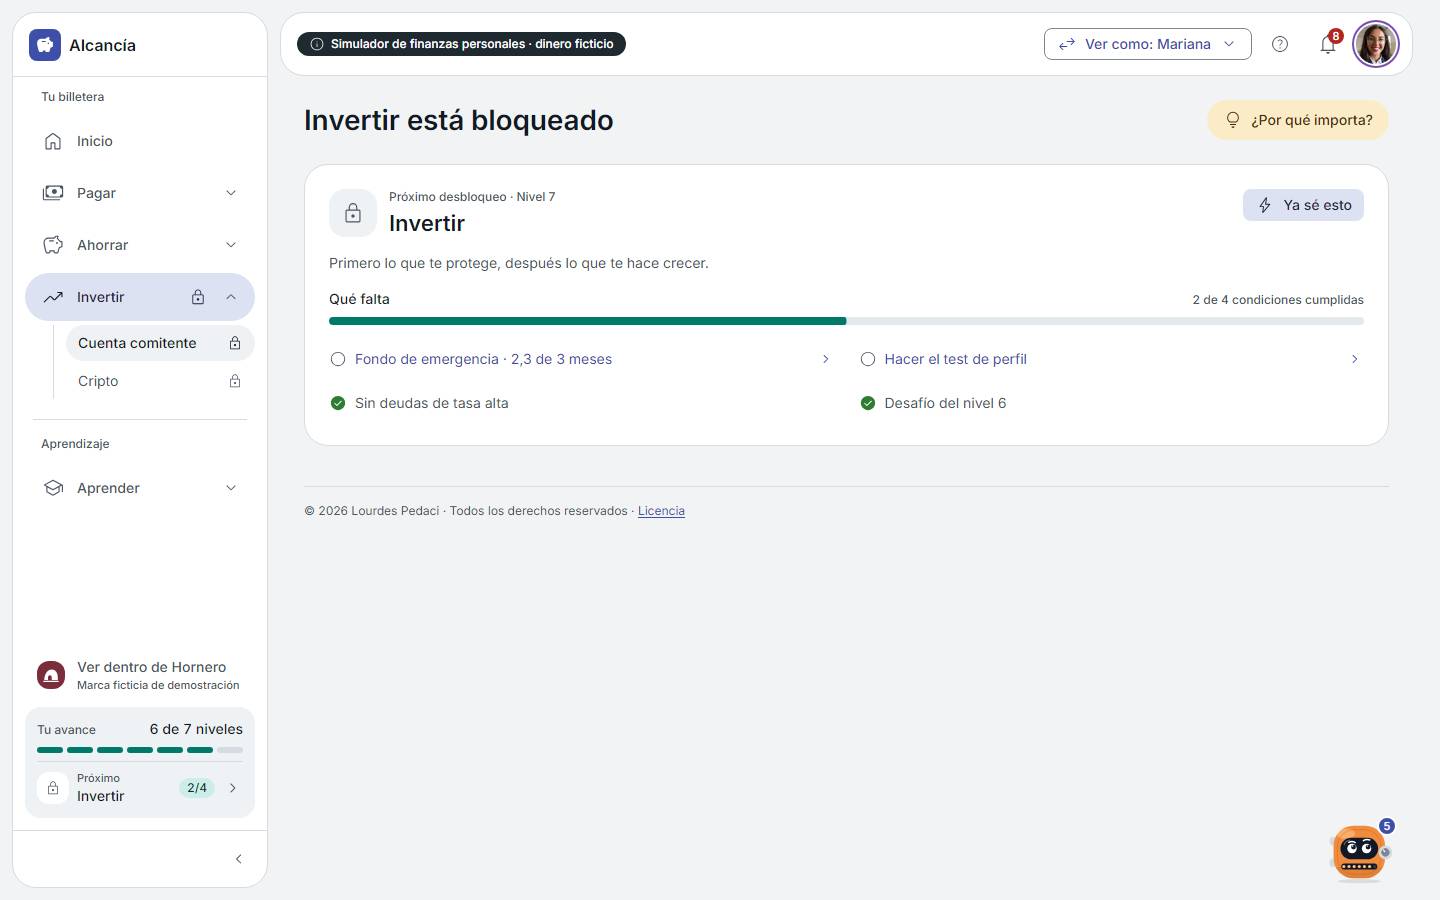 Alcancía
Simulador de finanzas personales · dinero ficticio
Ver como: Mariana
8
Tu billetera
Inicio
Pagar
Ahorrar
Invertir
Cuenta comitente
Cripto
Aprendizaje
Aprender
Ver dentro de Hornero
Marca ficticia de demostración
Tu avance
6 de 7 niveles
Próximo
Invertir
2/4
Invertir está bloqueado
¿Por qué importa?
Próximo desbloqueo · Nivel 7
Invertir
Ya sé esto
Primero lo que te protege, después lo que te hace crecer.
Qué falta
2 de 4 condiciones cumplidas
Fondo de emergencia · 2,3 de 3 meses
Hacer el test de perfil
Sin deudas de tasa alta
Desafío del nivel 6
© 2026 Lourdes Pedaci · Todos los derechos reservados · Licencia
5